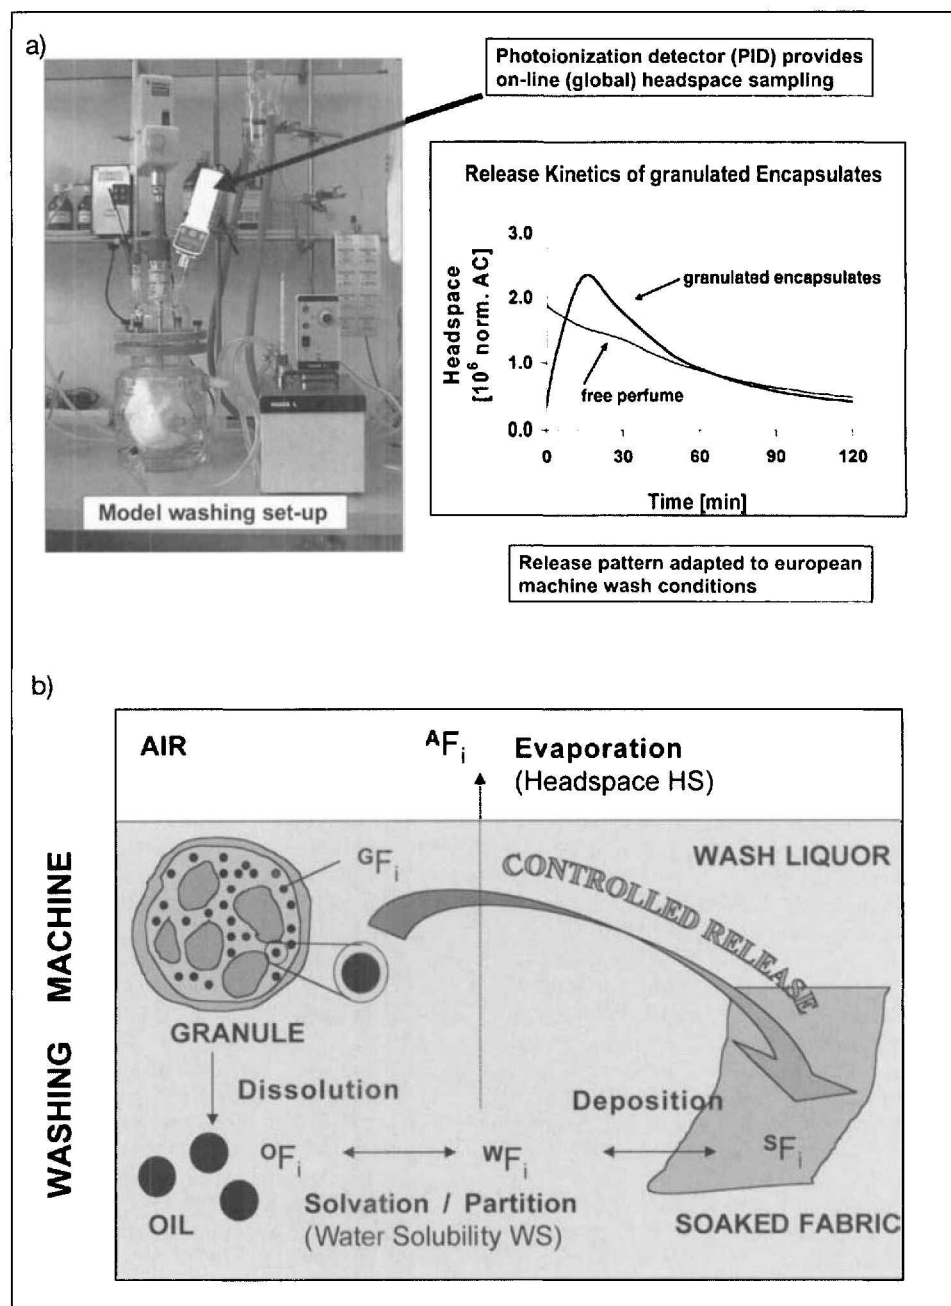 a)
Photoionization detector (PID) provides
on-line (global) headspace sampling
Model washing set-up
Release Kinetics of granulated Encapsulates
Headspace
[10⁶ norm. AC]
3.0
2.0
1.0
0.0
granulated encapsulates
free perfume
0 30 60 90 120
Time [min]
Release pattern adapted to european
machine wash conditions
b)
WASHING MACHINE
AIR
ᴬFᵢ
Evaporation
(Headspace HS)
ᴳFᵢ
WASH LIQUOR
CONTROLLED RELEASE
GRANULE
Dissolution
Deposition
ᴼFᵢ
ᵂFᵢ
ˢFᵢ
OIL
Solvation / Partition
(Water Solubility WS)
SOAKED FABRIC